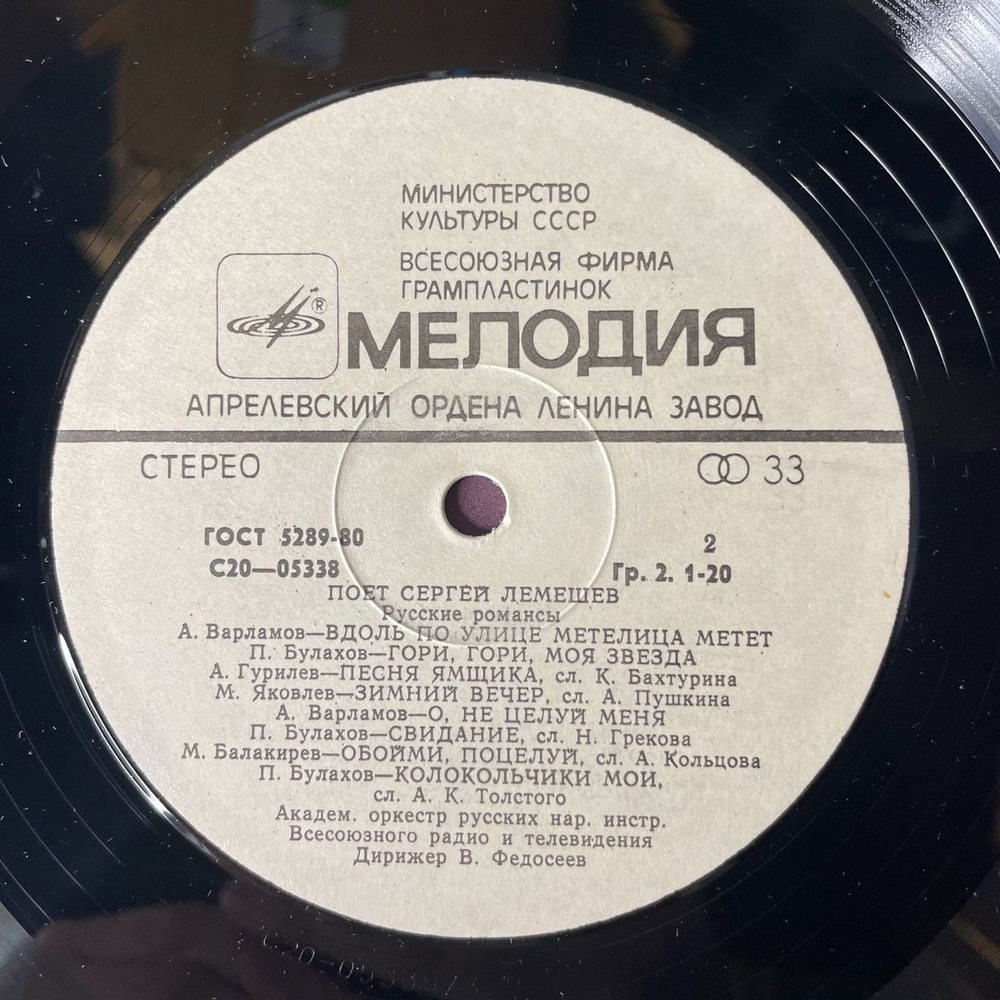 МИНИСТЕРСТВО
КУЛЬТУРЫ СССР
ВСЕСОЮЗНАЯ ФИРМА
ГРАМПЛАСТИНОК
®
МЕЛОДИЯ
АПРЕЛЕВСКИЙ ОРДЕНА ЛЕНИНА ЗАВОД
СТЕРЕО
33
ГОСТ 5289-80
2
С20—05338
Гр. 2. 1-20
ПОЕТ СЕРГЕЙ ЛЕМЕШЕВ
Русские романсы
А. Варламов—ВДОЛЬ ПО УЛИЦЕ МЕТЕЛИЦА МЕТЕТ
П. Булахов—ГОРИ, ГОРИ, МОЯ ЗВЕЗДА
А. Гурилев—ПЕСНЯ ЯМЩИКА, сл. К. Бахтурина
М. Яковлев—ЗИМНИЙ ВЕЧЕР, сл. А. Пушкина
А. Варламов—О, НЕ ЦЕЛУЙ МЕНЯ
П. Булахов—СВИДАНИЕ, сл. Н. Грекова
М. Балакирев—ОБОЙМИ, ПОЦЕЛУЙ, сл. А. Кольцова
П. Булахов—КОЛОКОЛЬЧИКИ МОИ,
сл. А. К. Толстого
Академ. оркестр русских нар. инстр.
Всесоюзного радио и телевидения
Дирижер В. Федосеев